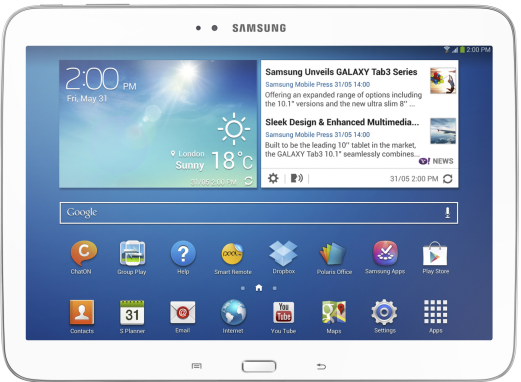 SAMSUNG
2:00 PM
2:00 PM
Fri, May 31
London
Sunny
18°C
31/05 2:00 PM
Samsung Unveils GALAXY Tab3 Series
Samsung Mobile Press 31/05 14:00
Offering an expanded range of options including
the 10.1" versions and the new ultra slim 8" ...
Sleek Design & Enhanced Multimedia...
Samsung Mobile Press 31/05 14:00
Built to be the leading 10" tablet in the market,
the GALAXY Tab3 10.1" seamlessly combines...
Y! NEWS
31/05 2:00 PM
Google
C
ChatON
Group Play
?
Help
Smart Remote
Dropbox
Polaris Office
Samsung Apps
Play Store
Contacts
31
S Planner
@
Email
Internet
You
Tube
You Tube
Maps
Settings
Apps